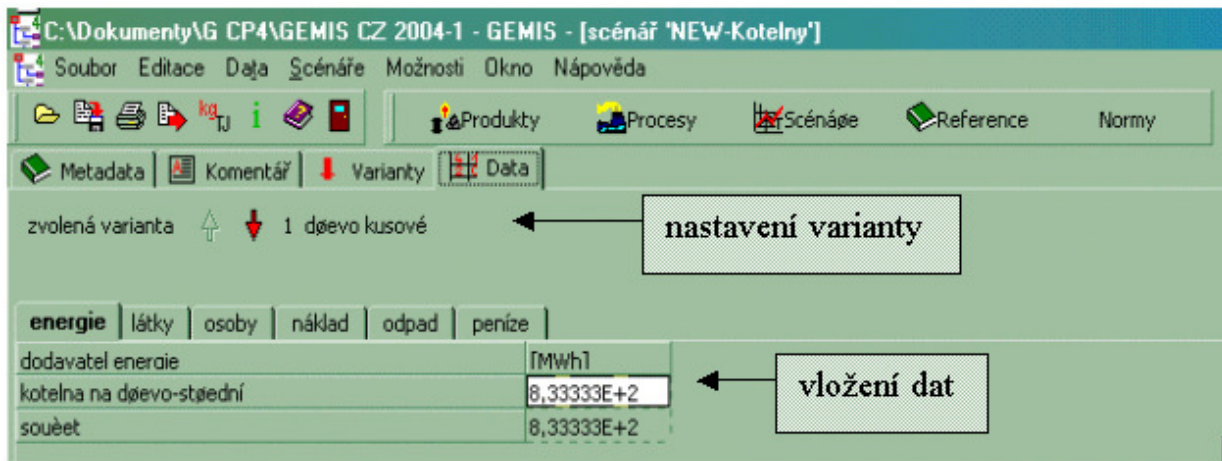 C:\Dokumenty\G CP4\GEMIS CZ 2004-1 - GEMIS - [scénář 'NEW-Kotelny']
Soubor Editace Data Scénáře Možnosti Okno Nápověda
kg TJ i Produkty Procesy Scénáøe Reference Normy
Metadata Komentář Varianty Data
zvolená varianta 1 døevo kusové nastavení varianty
energie látky osoby náklad odpad peníze
dodavatel energie [MWh]
kotelna na døevo-støední 8,33333E+2 vložení dat
souèet 8,33333E+2